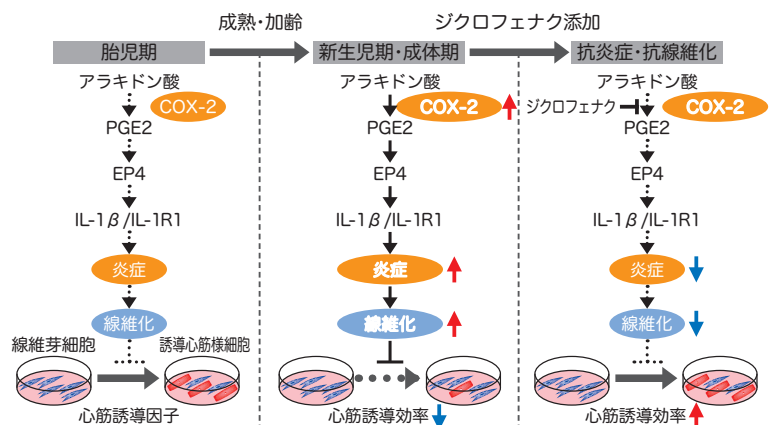 成熟・加齢
ジクロフェナク添加
胎児期
新生児期・成体期
抗炎症・抗線維化
アラキドン酸
COX-2
PGE2
EP4
IL-1β/IL-1R1
炎症
線維化
線維芽細胞
誘導心筋様細胞
心筋誘導因子
アラキドン酸
COX-2
PGE2
EP4
IL-1β/IL-1R1
炎症
線維化
心筋誘導効率
アラキドン酸
ジクロフェナク
COX-2
PGE2
EP4
IL-1β/IL-1R1
炎症
線維化
心筋誘導効率